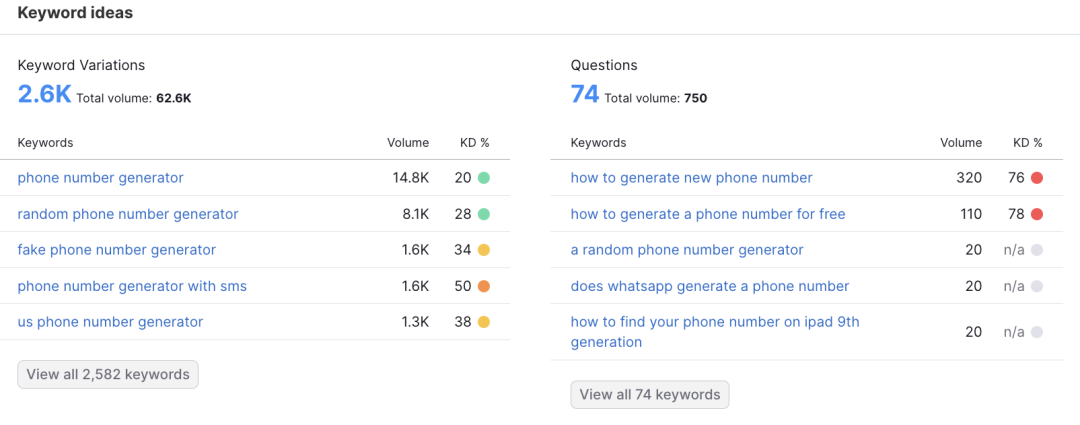 Keyword ideas
Keyword Variations
2.6K Total volume: 62.6K
Keywords Volume KD %
phone number generator 14.8K 20
random phone number generator 8.1K 28
fake phone number generator 1.6K 34
phone number generator with sms 1.6K 50
us phone number generator 1.3K 38
View all 2,582 keywords
Questions
74 Total volume: 750
Keywords Volume KD %
how to generate new phone number 320 76
how to generate a phone number for free 110 78
a random phone number generator 20 n/a
does whatsapp generate a phone number 20 n/a
how to find your phone number on ipad 9th
generation 20 n/a
View all 74 keywords